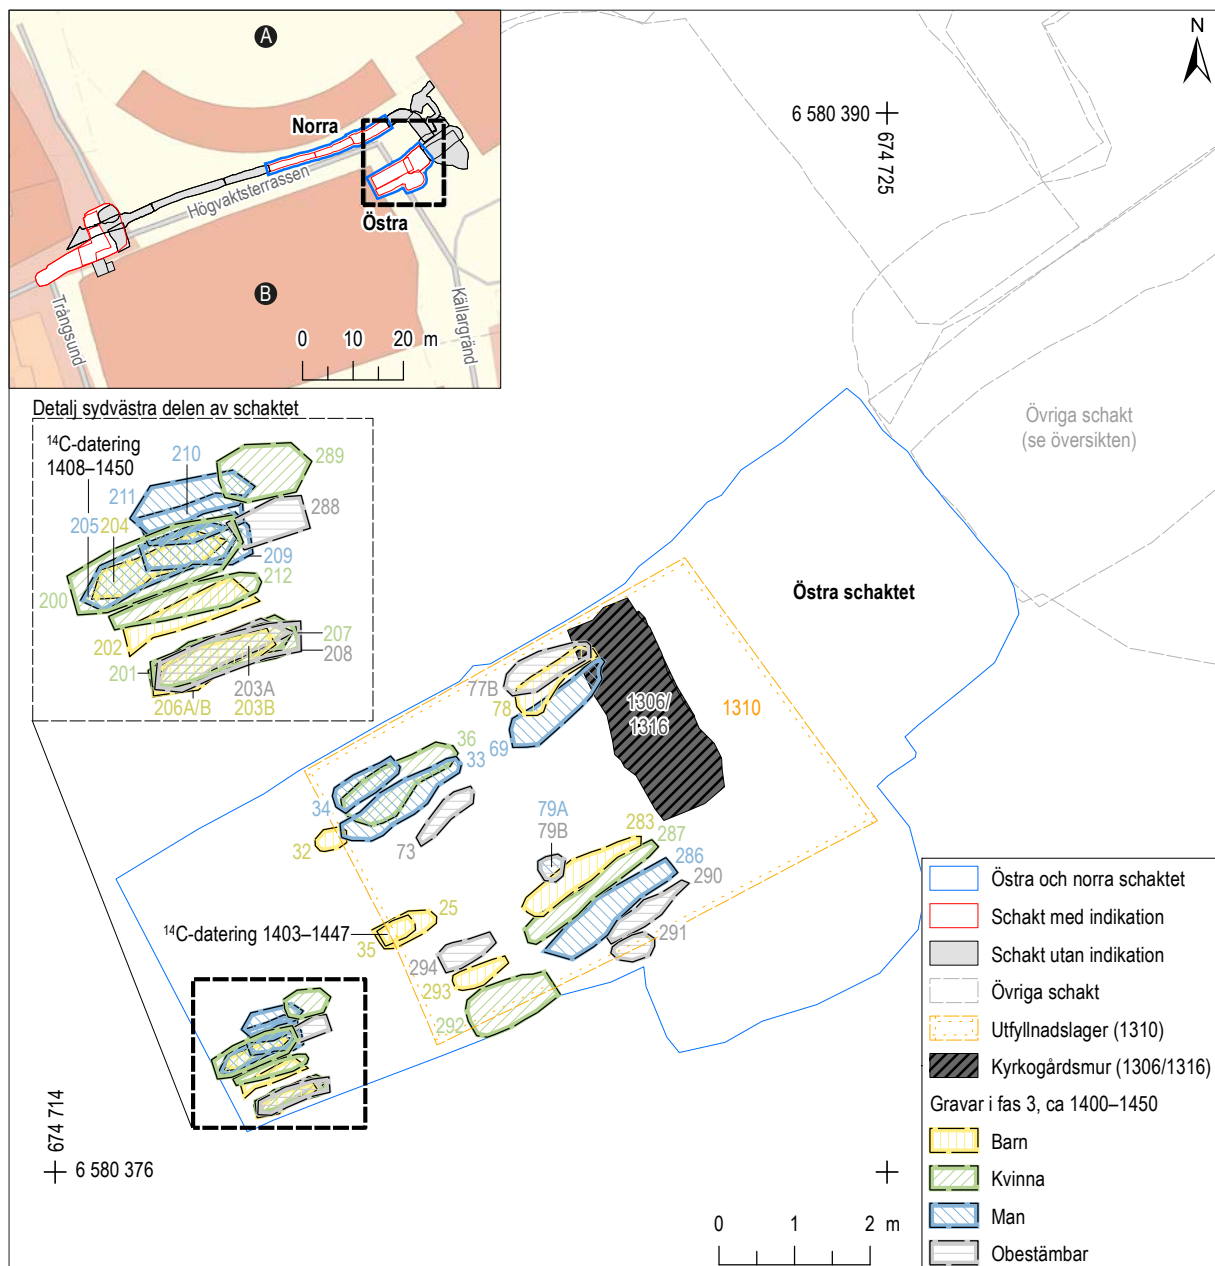 A
Norra
Högvaktsterrassen
Östra
B
Trångsund
Källargränd
0 10 20 m
N
6 580 390
674 725
Detalj sydvästra delen av schaktet
14C-datering
1408–1450
210
289
211
288
205
204
209
212
200
202
207
201
208
203A
206A/B
203B
Övriga schakt
(se översikten)
Östra schaktet
77B
1306/
1316
1310
78
36
69
33
34
79A
283
79B
287
32
73
286
290
25
14C-datering 1403–1447
35
291
294
293
292
674 714
6 580 376
0 1 2 m
Östra och norra schaktet
Schakt med indikation
Schakt utan indikation
Övriga schakt
Utfyllnadslager (1310)
Kyrkogårdsmur (1306/1316)
Gravar i fas 3, ca 1400–1450
Barn
Kvinna
Man
Obestämbar